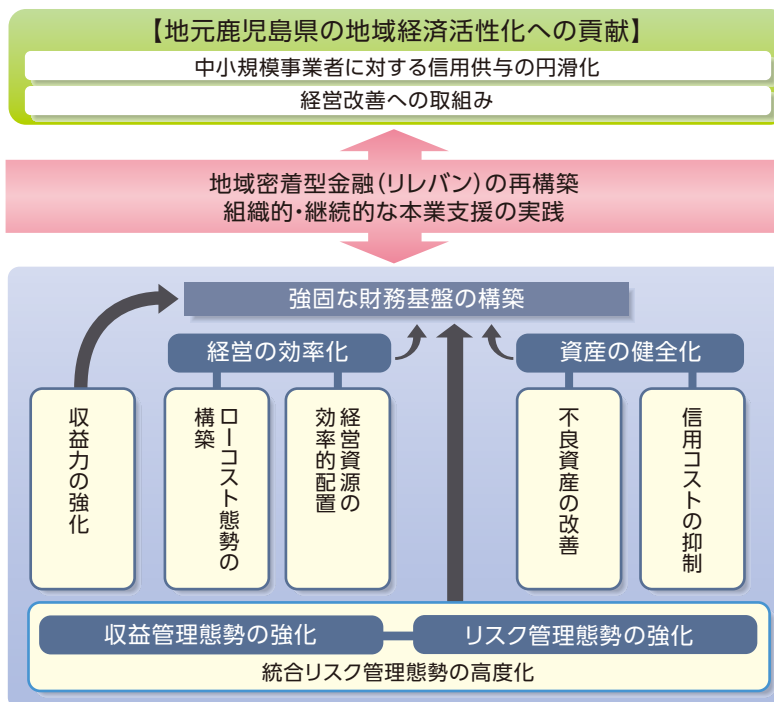 【地元鹿児島県の地域経済活性化への貢献】
中小規模事業者に対する信用供与の円滑化
経営改善への取組み
地域密着型金融(リレバン)の再構築
組織的・継続的な本業支援の実践
強固な財務基盤の構築
経営の効率化
資産の健全化
収益力の強化
ローコスト態勢の
構築
経営資源の
効率的配置
不良資産の改善
信用コストの抑制
収益管理態勢の強化
リスク管理態勢の強化
統合リスク管理態勢の高度化